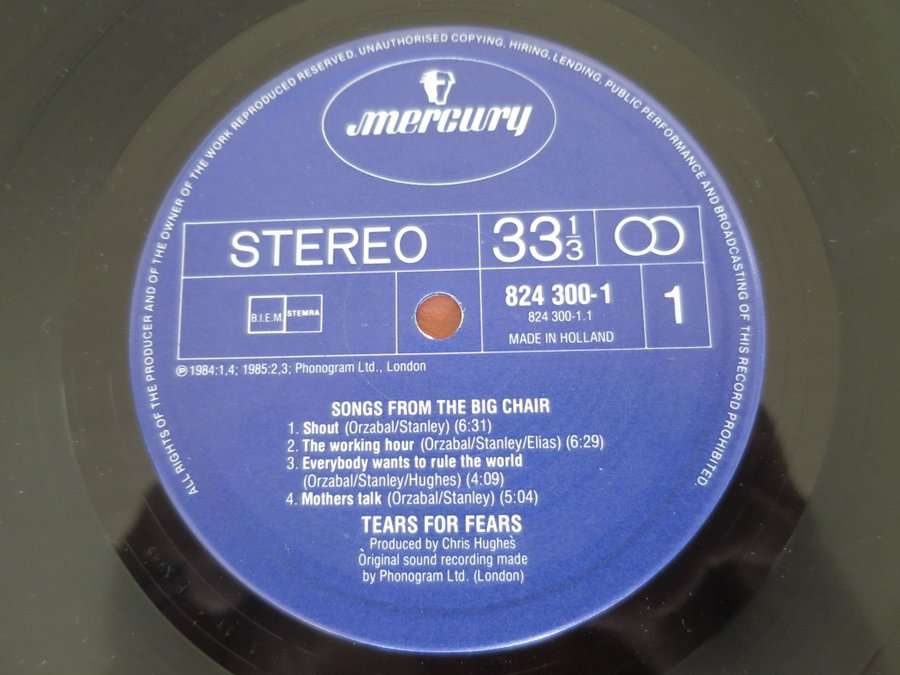 ALL RIGHTS OF THE PRODUCER AND OF THE OWNER OF THE WORK REPRODUCED RESERVED. UNAUTHORISED COPYING, HIRING, LENDING, PUBLIC PERFORMANCE AND BROADCASTING OF THIS RECORD PROHIBITED.
mercury
STEREO 33 1/3
B.I.E.M. STEMRA
824 300-1 1
824 300-1.1
MADE IN HOLLAND
℗ 1984:1,4; 1985:2,3; Phonogram Ltd., London
SONGS FROM THE BIG CHAIR
1. Shout (Orzabal/Stanley) (6:31)
2. The working hour (Orzabal/Stanley/Elias) (6:29)
3. Everybody wants to rule the world
(Orzabal/Stanley/Hughes) (4:09)
4. Mothers talk (Orzabal/Stanley) (5:04)
TEARS FOR FEARS
Produced by Chris Hughes
Original sound recording made
by Phonogram Ltd. (London)